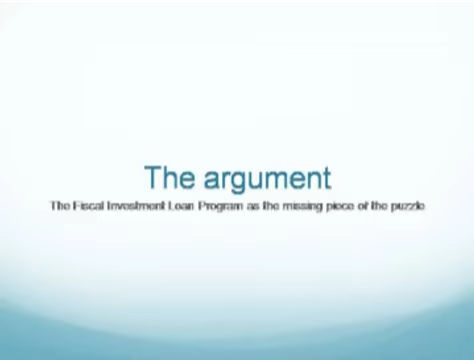 The argument
The Fiscal Investment Loan Program as the missing piece of the puzzle